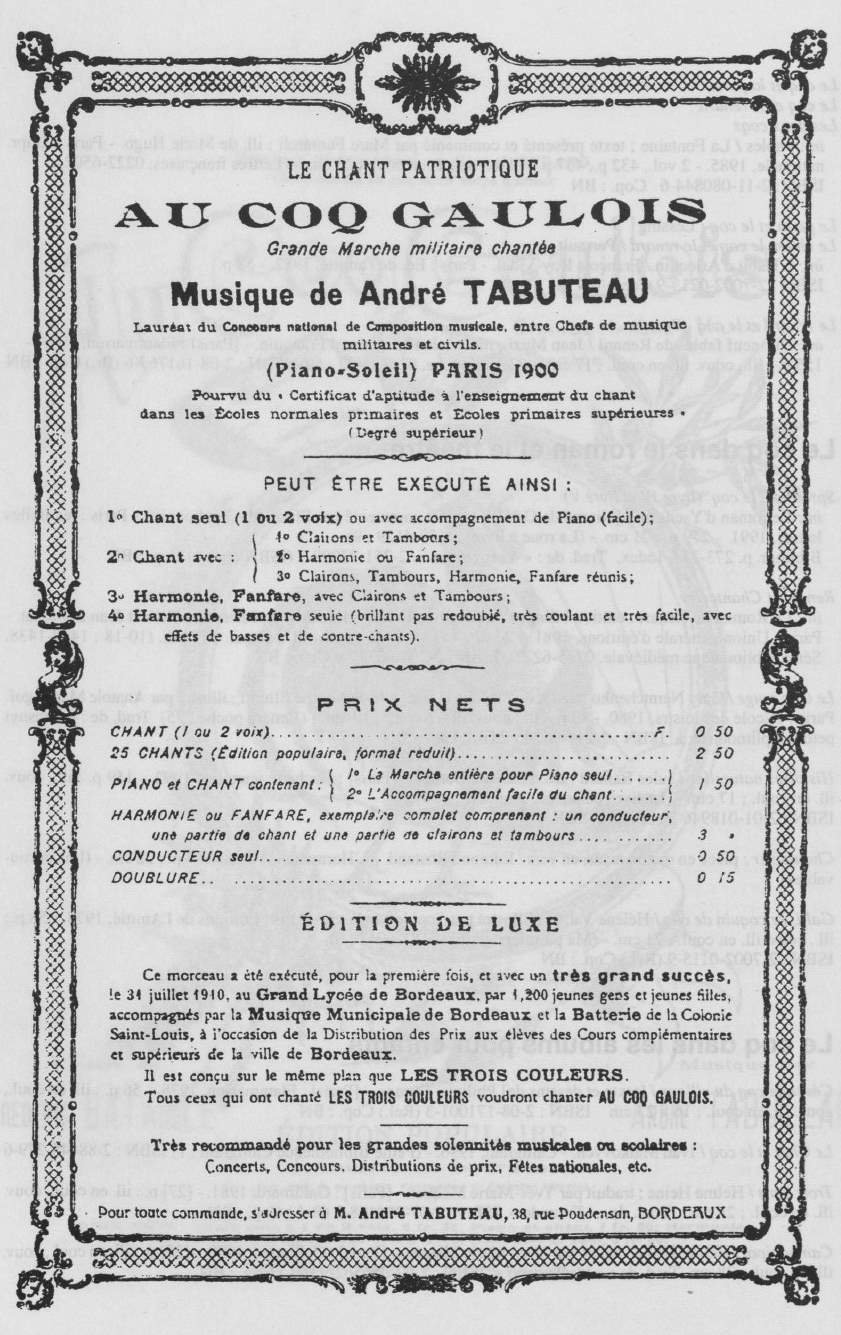 LE CHANT PATRIOTIQUE
AU COQ GAULOIS
Grande Marche militaire chantée
Musique de André TABUTEAU
Lauréat du Concours national de Composition musicale, entre Chefs de musique
militaires et civils.
(Piano-Soleil) PARIS 1900
Pourvu du « Certificat d'aptitude à l'enseignement du chant
dans les Écoles normales primaires et Ecoles primaires supérieures »
(Degré supérieur)
PEUT ÊTRE EXÉCUTÉ AINSI :
1º Chant seul (1 ou 2 voix) ou avec accompagnement de Piano (facile);
2º Chant avec :
1º Clairons et Tambours;
2º Harmonie ou Fanfare;
3º Clairons, Tambours, Harmonie, Fanfare réunis;
3º Harmonie, Fanfare, avec Clairons et Tambours;
4º Harmonie, Fanfare seule (brillant pas redoublé, très coulant et très facile, avec
effets de basses et de contre-chants).
PRIX NETS
CHANT (1 ou 2 voix)........ F. 0 50
25 CHANTS (Édition populaire, format reduit)........ 2 50
PIANO et CHANT contenant :
1º La Marche entière pour Piano seul......
2º L'Accompagnement facile du chant......
1 50
HARMONIE ou FANFARE, exemplaire complet comprenant : un conducteur,
une partie de chant et une partie de clairons et tambours ........ 3 »
CONDUCTEUR seul........ 0 50
DOUBLURE.. ........ 0 15
ÉDITION DE LUXE
Ce morceau a été exécuté, pour la première fois, et avec un très grand succès,
le 31 juillet 1910, au Grand Lycée de Bordeaux, par 1,200 jeunes gens et jeunes filles,
accompagnés par la Musique Municipale de Bordeaux et la Batterie de la Colonie
Saint-Louis, à l'occasion de la Distribution des Prix aux élèves des Cours complémentaires
et supérieurs de la ville de Bordeaux.
Il est conçu sur le même plan que LES TROIS COULEURS.
Tous ceux qui ont chanté LES TROIS COULEURS voudront chanter AU COQ GAULOIS.
Très recommandé pour les grandes solennités musicales ou scolaires :
Concerts, Concours, Distributions de prix, Fêtes nationales, etc.
Pour toute commande, s'adresser à M. André TABUTEAU, 38, rue Poudensan, BORDEAUX